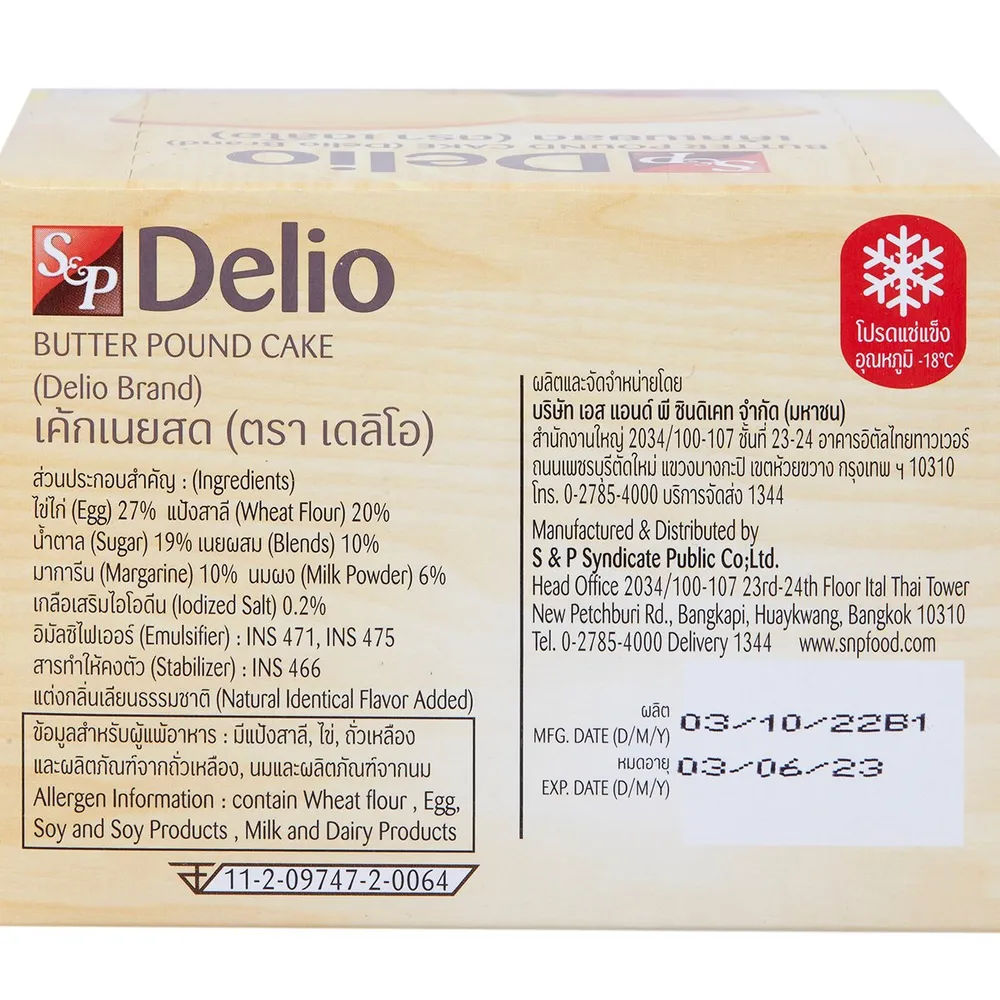 BUTTER POUND CAKE (Delio Brand)
เค้กเนยสด (ตรา เดลิโอ)
S&P Delio
S&P Delio
BUTTER POUND CAKE
(Delio Brand)
เค้กเนยสด (ตรา เดลิโอ)
ส่วนประกอบสำคัญ : (Ingredients)
ไข่ไก่ (Egg) 27% แป้งสาลี (Wheat Flour) 20%
น้ำตาล (Sugar) 19% เนยผสม (Blends) 10%
มาการีน (Margarine) 10% นมผง (Milk Powder) 6%
เกลือเสริมไอโอดีน (Iodized Salt) 0.2%
อิมัลซิไฟเออร์ (Emulsifier) : INS 471, INS 475
สารทำให้คงตัว (Stabilizer) : INS 466
แต่งกลิ่นเลียนธรรมชาติ (Natural Identical Flavor Added)
ข้อมูลสำหรับผู้แพ้อาหาร : มีแป้งสาลี, ไข่, ถั่วเหลือง
และผลิตภัณฑ์จากถั่วเหลือง, นมและผลิตภัณฑ์จากนม
Allergen Information : contain Wheat flour , Egg,
Soy and Soy Products , Milk and Dairy Products
11-2-09747-2-0064
โปรดแช่แข็ง
อุณหภูมิ -18°C
ผลิตและจัดจำหน่ายโดย
บริษัท เอส แอนด์ พี ซินดิเคท จำกัด (มหาชน)
สำนักงานใหญ่ 2034/100-107 ชั้นที่ 23-24 อาคารอิตัลไทยทาวเวอร์
ถนนเพชรบุรีตัดใหม่ แขวงบางกะปิ เขตห้วยขวาง กรุงเทพ ฯ 10310
โทร. 0-2785-4000 บริการจัดส่ง 1344
Manufactured & Distributed by
S & P Syndicate Public Co;Ltd.
Head Office 2034/100-107 23rd-24th Floor Ital Thai Tower
New Petchburi Rd., Bangkapi, Huaykwang, Bangkok 10310
Tel. 0-2785-4000 Delivery 1344 www.snpfood.com
ผลิต
MFG. DATE (D/M/Y) 03/10/22B1
หมดอายุ
EXP. DATE (D/M/Y) 03/06/23